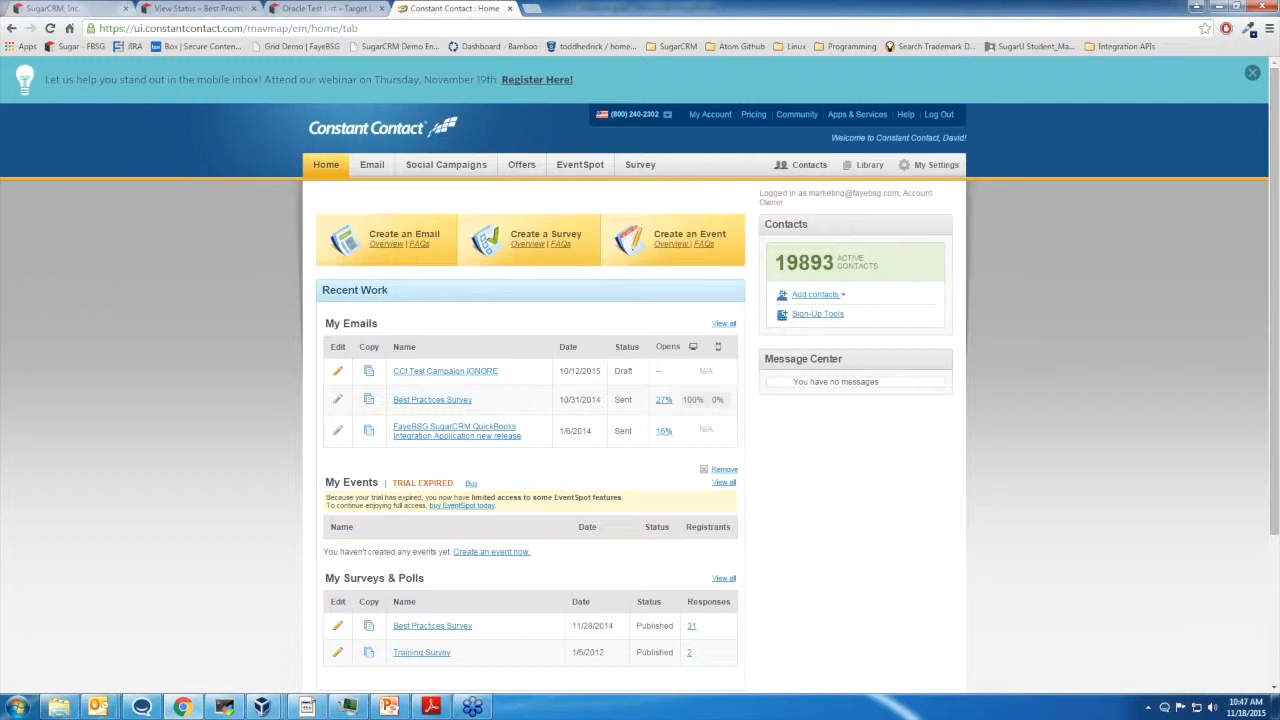 SugarCRM, Inc.
View Status » Best Practic
Oracle Test List » Target L
Constant Contact : Home
https://ui.constantcontact.com/rnavmap/em/home/tab
Apps
Sugar - FBSG
JIRA
Box | Secure Conten...
Grid Demo | FayeBSG
SugarCRM Demo En...
Dashboard - Bamboo
toddhedrick / home...
SugarCRM
Atom Github
Linux
Programming
Search Trademark D...
SugarU Student_Ma...
Integration APIs
Let us help you stand out in the mobile inbox! Attend our webinar on Thursday, November 19th. Register Here!
Constant Contact
(800) 240-2302
My Account
Pricing
Community
Apps & Services
Help
Log Out
Welcome to Constant Contact, David!
Home
Email
Social Campaigns
Offers
EventSpot
Survey
Contacts
Library
My Settings
Logged in as marketing@fayebsg.com, Account
Owner
Create an Email
Overview | FAQs
Create a Survey
Overview | FAQs
Create an Event
Overview | FAQs
Contacts
19893 ACTIVE CONTACTS
Add contacts
Sign-Up Tools
Message Center
You have no messages
Recent Work
My Emails
View all
Edit Copy Name Date Status Opens
CCI Test Campaign IGNORE 10/12/2015 Draft -- N/A
Best Practices Survey 10/31/2014 Sent 27% 100% 0%
FayeBSG SugarCRM QuickBooks
Integration Application new release 1/6/2014 Sent 16% N/A
Remove
My Events | TRIAL EXPIRED Buy
View all
Because your trial has expired, you now have limited access to some EventSpot features.
To continue enjoying full access, buy EventSpot today.
Name Date Status Registrants
You haven't created any events yet. Create an event now.
My Surveys & Polls
View all
Edit Copy Name Date Status Responses
Best Practices Survey 11/28/2014 Published 31
Training Survey 1/5/2012 Published 2
10:47 AM
11/18/2015